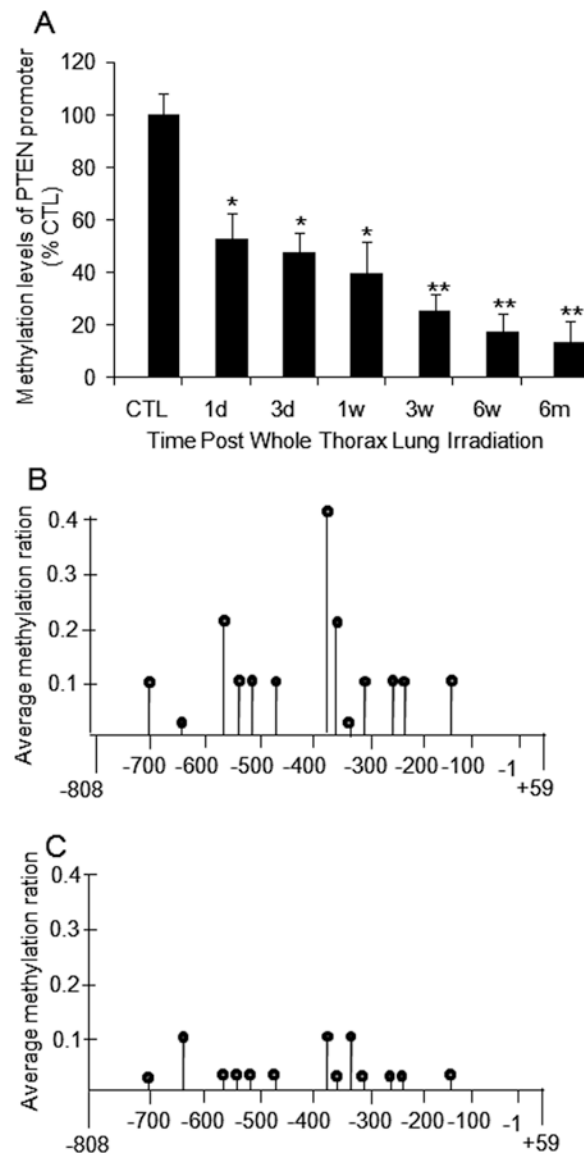 A
Methylation levels of PTEN promoter
(% CTL)
120
100
80
60
40
20
0
* * * ** ** **
CTL 1d 3d 1w 3w 6w 6m
Time Post Whole Thorax Lung Irradiation
B
Average methylation ration
0.4
0.3
0.2
0.1
-808 -700 -600 -500 -400 -300 -200 -100 -1 +59
C
Average methylation ration
0.4
0.3
0.2
0.1
-808 -700 -600 -500 -400 -300 -200 -100 -1 +59